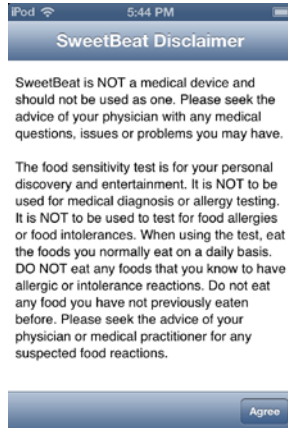 iPod 5:44 PM
SweetBeat Disclaimer
SweetBeat is NOT a medical device and
should not be used as one. Please seek the
advice of your physician with any medical
questions, issues or problems you may have.
The food sensitivity test is for your personal
discovery and entertainment. It is NOT to be
used for medical diagnosis or allergy testing.
It is NOT to be used to test for food allergies
or food intolerances. When using the test, eat
the foods you normally eat on a daily basis.
DO NOT eat any foods that you know to have
allergic or intolerance reactions. Do not eat
any food you have not previously eaten
before. Please seek the advice of your
physician or medical practitioner for any
suspected food reactions.
Agree